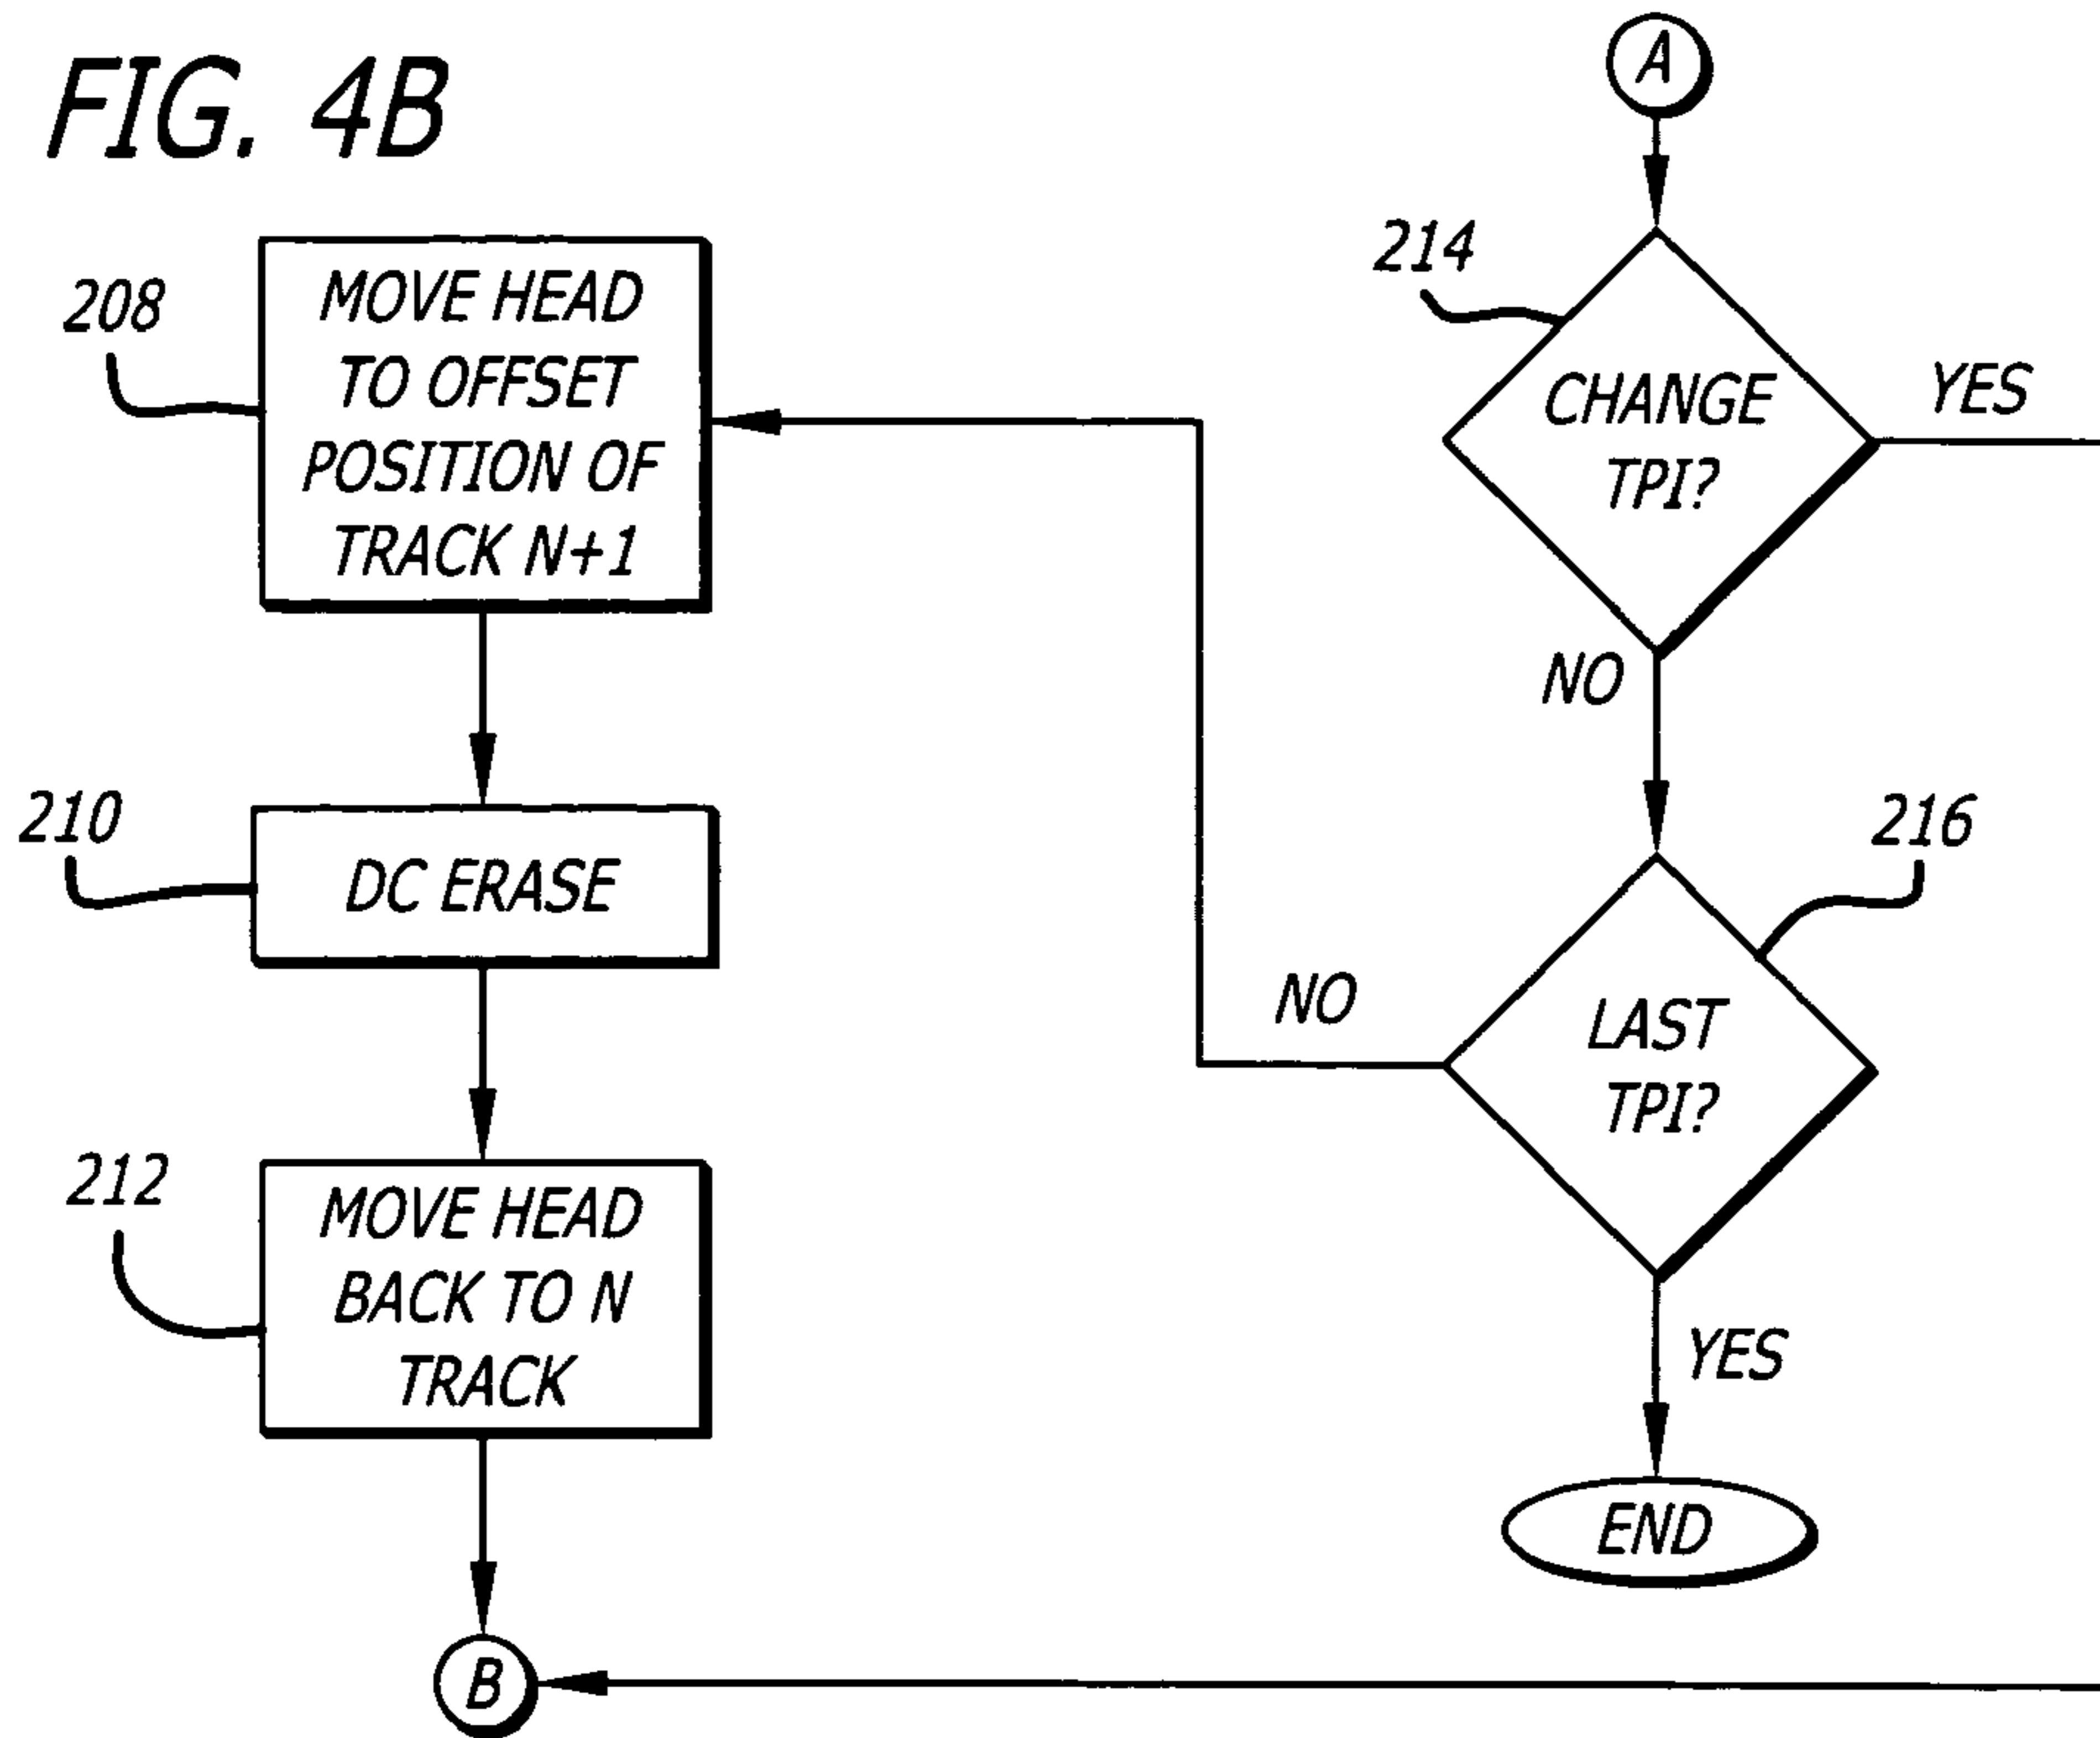 FIG. 4B
A
214
CHANGE
TPI?
YES
NO
216
LAST
TPI?
NO
YES
END
208
MOVE HEAD
TO OFFSET
POSITION OF
TRACK N+1
210
DC ERASE
212
MOVE HEAD
BACK TO N
TRACK
B